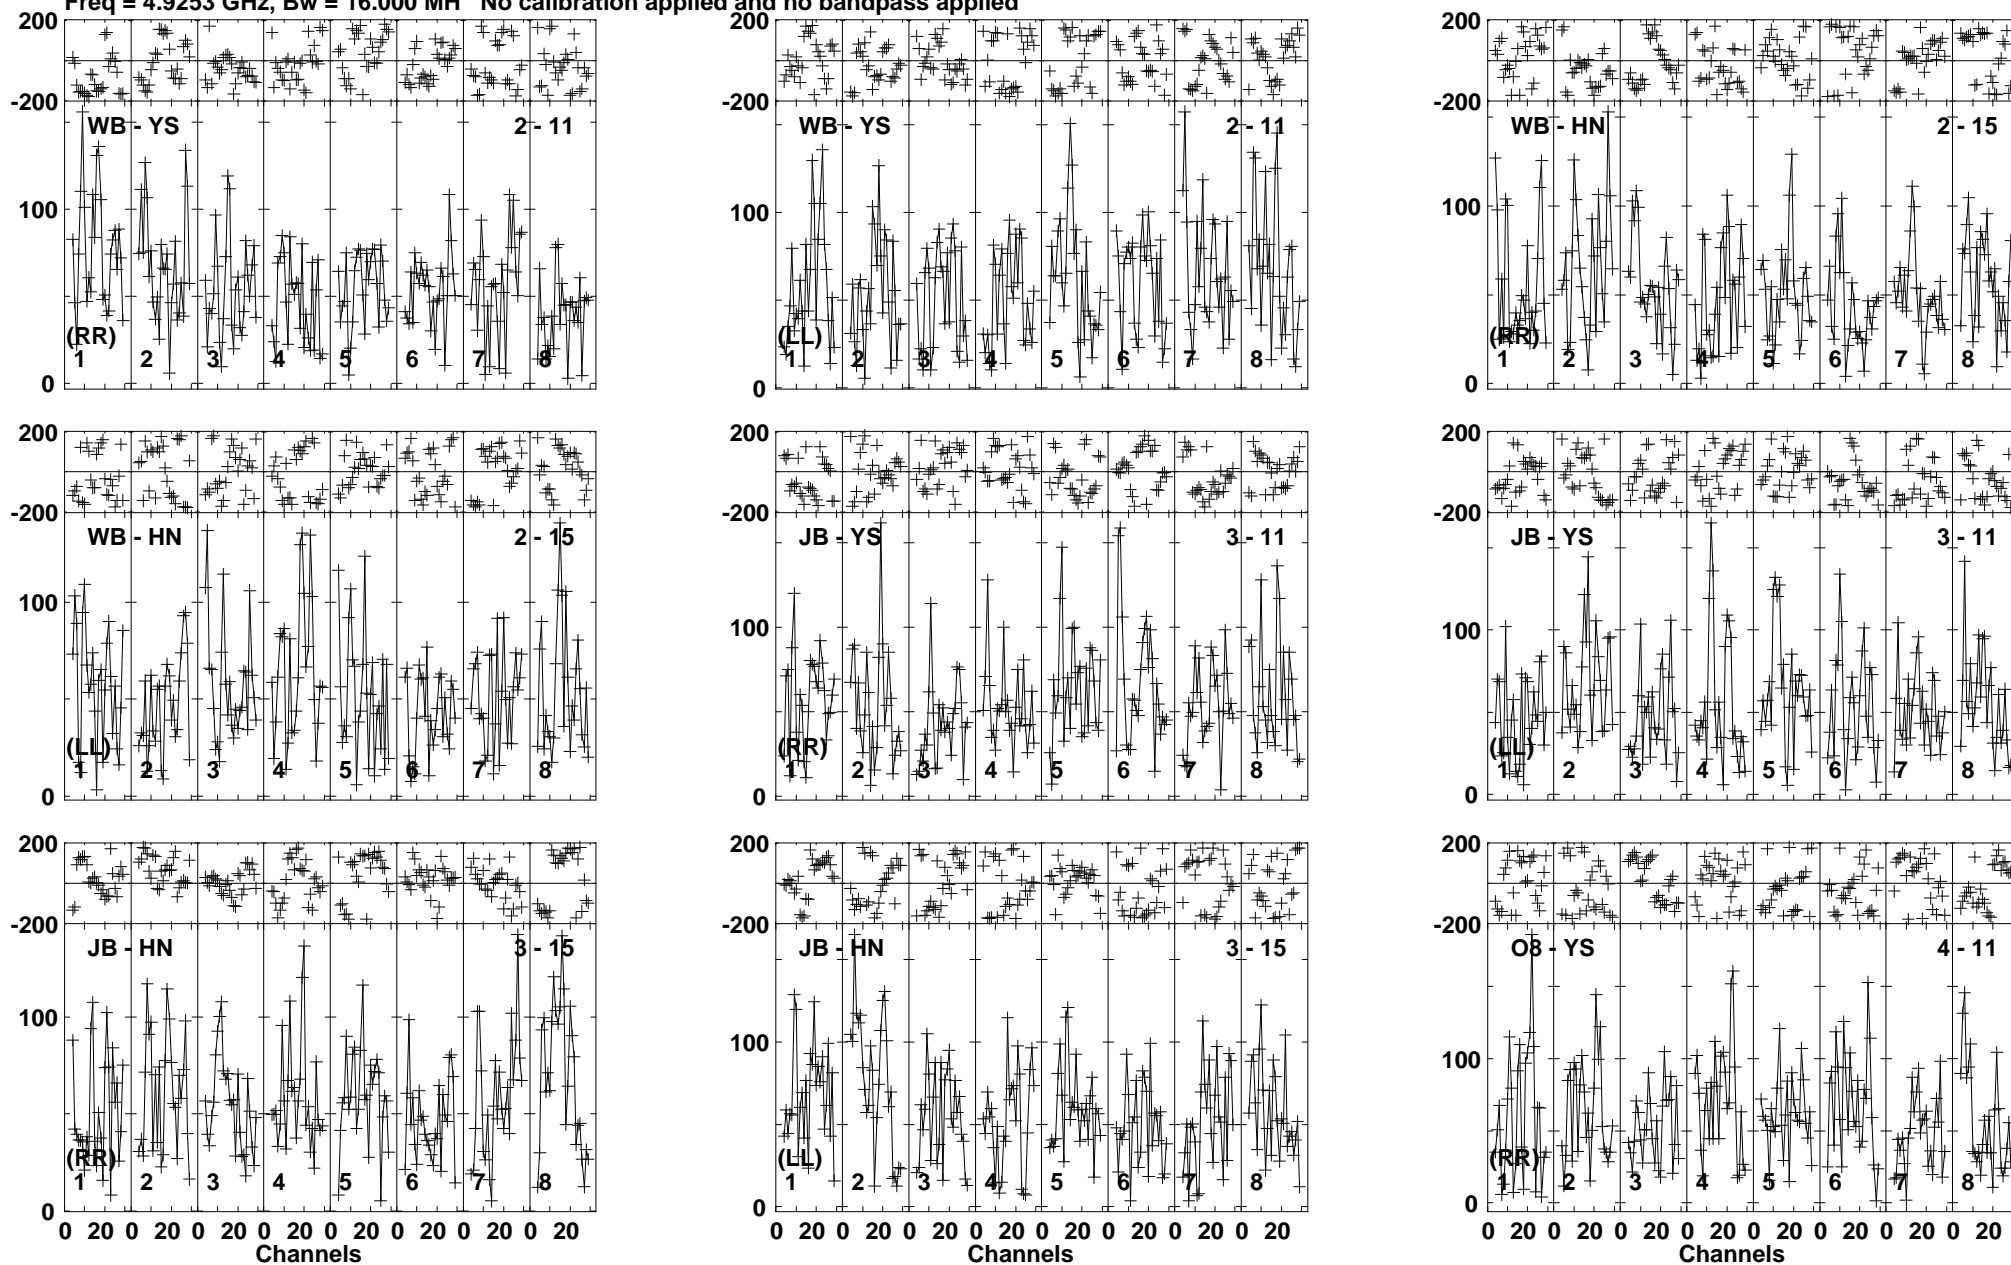 Freq = 4.9253 GHz, Bw = 16.000 MH No calibration applied and no bandpass applied
200 200 200
-200 -200 -200
WB - YS 2 - 11 WB - YS 2 - 11 WB - HN 2 - 15
100 100 100
(RR) (LL) (RR)
1 2 3 4 5 6 7 8 1 2 3 4 5 6 7 8 1 2 3 4 5 6 7 8
0 0 0
200 200 200
-200 -200 -200
WB - HN 2 - 15 JB - YS 3 - 11 JB - YS 3 - 11
100 100 100
(LL) (RR) (LL)
1 2 3 4 5 6 7 8 1 2 3 4 5 6 7 8 1 2 3 4 5 6 7 8
0 0 0
200 200 200
-200 -200 -200
JB - HN 3 - 15 JB - HN 3 - 15 O8 - YS 4 - 11
100 100 100
(RR) (LL) (RR)
1 2 3 4 5 6 7 8 1 2 3 4 5 6 7 8 1 2 3 4 5 6 7 8
0 0 0
0 20 0 20 0 20 0 20 0 20 0 20 0 20 0 20 0 20 0 20 0 20 0 20 0 20 0 20 0 20 0 20 0 20 0 20 0 20 0 20 0 20 0 20 0 20 0 20
Channels Channels Channels